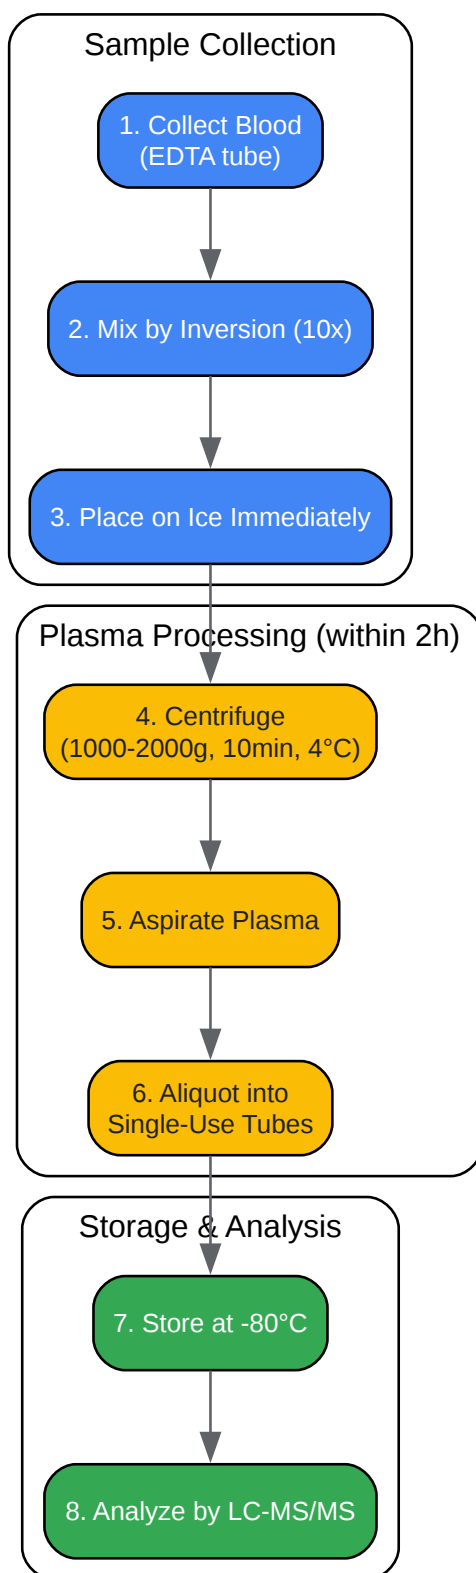 Sample Collection
1. Collect Blood
(EDTA tube)
2. Mix by Inversion (10x)
3. Place on Ice Immediately
Plasma Processing (within 2h)
4. Centrifuge
(1000-2000g, 10min, 4°C)
5. Aspirate Plasma
6. Aliquot into
Single-Use Tubes
Storage & Analysis
7. Store at -80°C
8. Analyze by LC-MS/MS